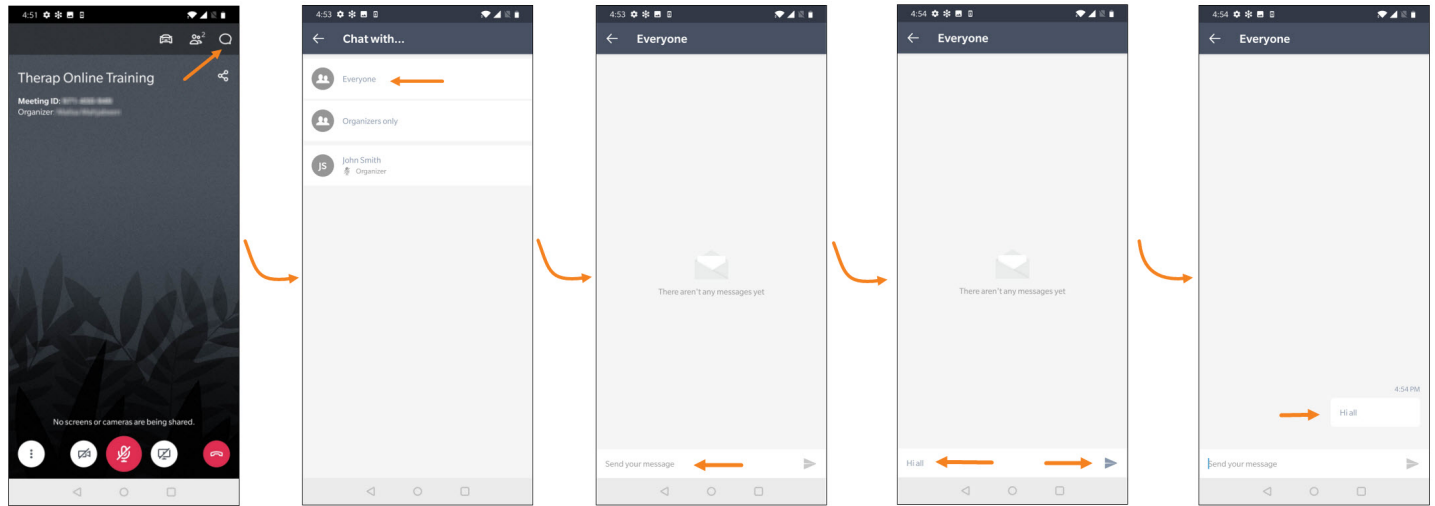 4:51
2
Therap Online Training
Meeting ID:
Organizer:
No screens or cameras are being shared.
4:53
Chat with...
Everyone
Organizers only
JS
John Smith
Organizer
4:53
Everyone
There aren't any messages yet
Send your message
4:54
Everyone
There aren't any messages yet
Hi all
4:54
Everyone
4:54 PM
Hi all
Send your message